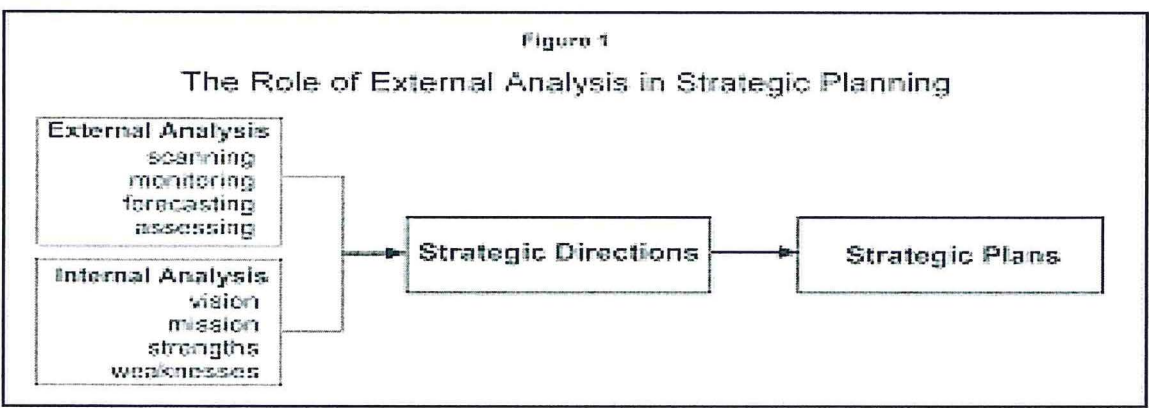 Figure 1
The Role of External Analysis in Strategic Planning
External Analysis
scanning
monitoring
forecasting
assessing
Internal Analysis
vision
mission
strengths
weaknesses
Strategic Directions
Strategic Plans